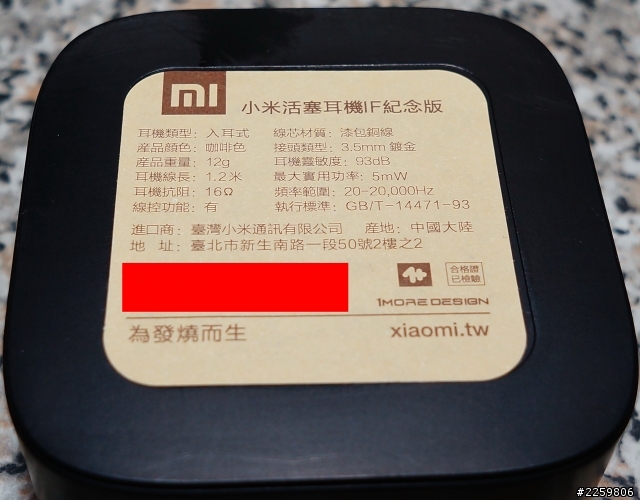 mi 小米活塞耳機IF紀念版
耳機類型：入耳式 線芯材質：漆包銅線
產品顏色：咖啡色 接頭類型：3.5mm 鍍金
產品重量：12g 耳機靈敏度：93dB
耳機線長：1.2米 最大實用功率：5mW
耳機抗阻：16Ω 頻率範圍：20-20,000Hz
線控功能：有 執行標準：GB/T-14471-93
進口商：臺灣小米通訊有限公司 産地：中國大陸
地 址：臺北市新生南路一段50號2樓之2
合格證
已檢驗
1MORE DESIGN
為發燒而生 xiaomi.tw
#2259806